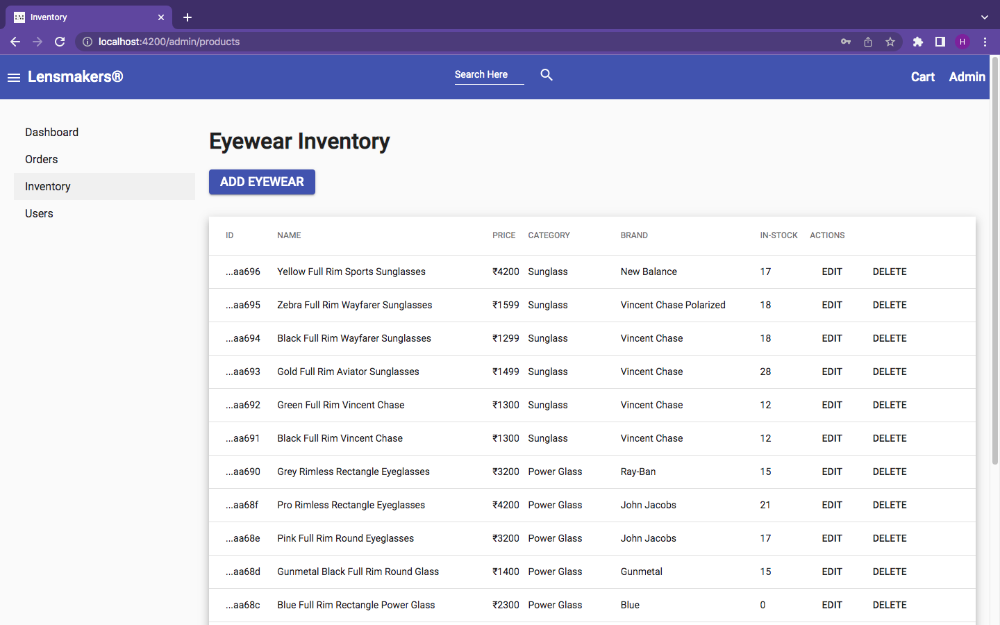 Inventory
localhost:4200/admin/products
H
Lensmakers®
Search Here
Cart
Admin
Dashboard
Orders
Inventory
Users
Eyewear Inventory
ADD EYEWEAR
ID NAME PRICE CATEGORY BRAND IN-STOCK ACTIONS
...aa696 Yellow Full Rim Sports Sunglasses ₹4200 Sunglass New Balance 17 EDIT DELETE
...aa695 Zebra Full Rim Wayfarer Sunglasses ₹1599 Sunglass Vincent Chase Polarized 18 EDIT DELETE
...aa694 Black Full Rim Wayfarer Sunglasses ₹1299 Sunglass Vincent Chase 18 EDIT DELETE
...aa693 Gold Full Rim Aviator Sunglasses ₹1499 Sunglass Vincent Chase 28 EDIT DELETE
...aa692 Green Full Rim Vincent Chase ₹1300 Sunglass Vincent Chase 12 EDIT DELETE
...aa691 Black Full Rim Vincent Chase ₹1300 Sunglass Vincent Chase 12 EDIT DELETE
...aa690 Grey Rimless Rectangle Eyeglasses ₹3200 Power Glass Ray-Ban 15 EDIT DELETE
...aa68f Pro Rimless Rectangle Eyeglasses ₹4200 Power Glass John Jacobs 21 EDIT DELETE
...aa68e Pink Full Rim Round Eyeglasses ₹3200 Power Glass John Jacobs 17 EDIT DELETE
...aa68d Gunmetal Black Full Rim Round Glass ₹1400 Power Glass Gunmetal 15 EDIT DELETE
...aa68c Blue Full Rim Rectangle Power Glass ₹2300 Power Glass Blue 0 EDIT DELETE